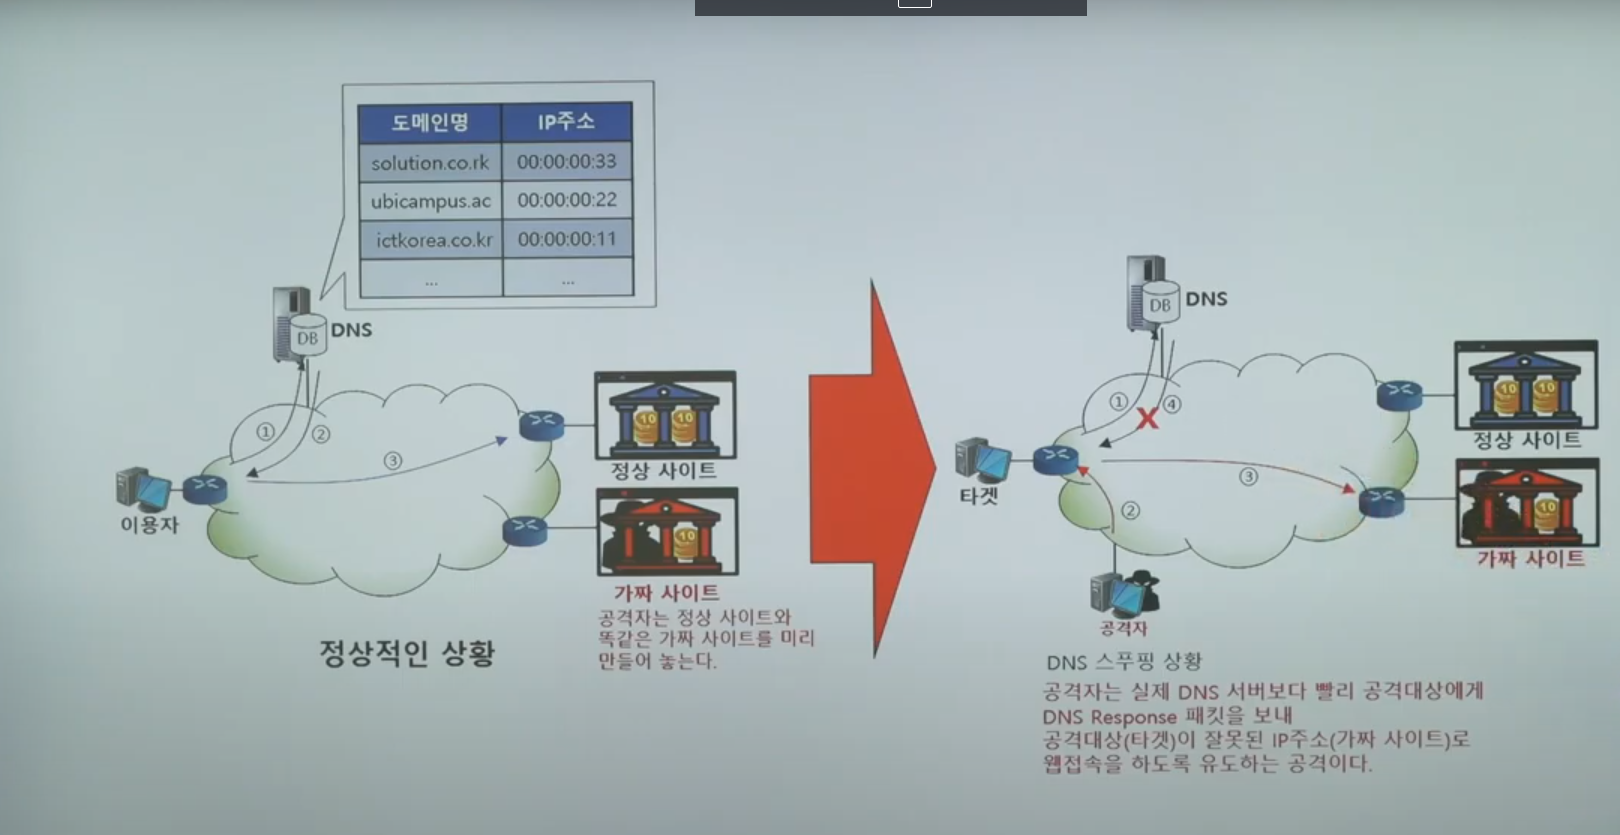 도메인명 IP주소
solution.co.rk 00:00:00:33
ubicampus.ac 00:00:00:22
ictkorea.co.kr 00:00:00:11
... ...
DB
DNS
①
②
③
10 10
정상 사이트
이용자
10
가짜 사이트
공격자는 정상 사이트와
똑같은 가짜 사이트를 미리
만들어 놓는다.
정상적인 상황
DB
DNS
①
④
X
10 10
정상 사이트
타겟
③
②
10
가짜 사이트
공격자
DNS 스푸핑 상황
공격자는 실제 DNS 서버보다 빨리 공격대상에게
DNS Response 패킷을 보내
공격대상(타겟)이 잘못된 IP주소(가짜 사이트)로
웹접속을 하도록 유도하는 공격이다.